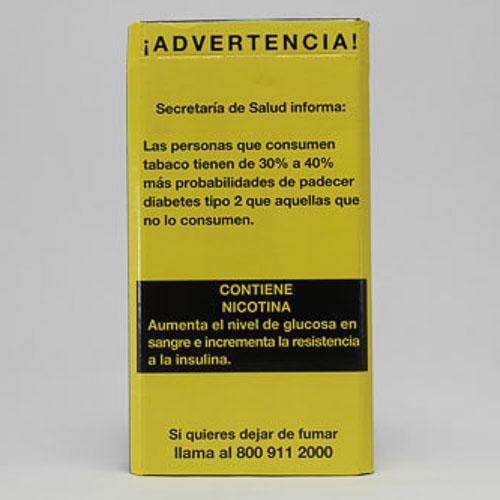 ¡ADVERTENCIA!
Secretaría de Salud informa:
Las personas que consumen
tabaco tienen de 30% a 40%
más probabilidades de padecer
diabetes tipo 2 que aquellas que
no lo consumen.
CONTIENE
NICOTINA
Aumenta el nivel de glucosa en
sangre e incrementa la resistencia
a la insulina.
Si quieres dejar de fumar
llama al 800 911 2000